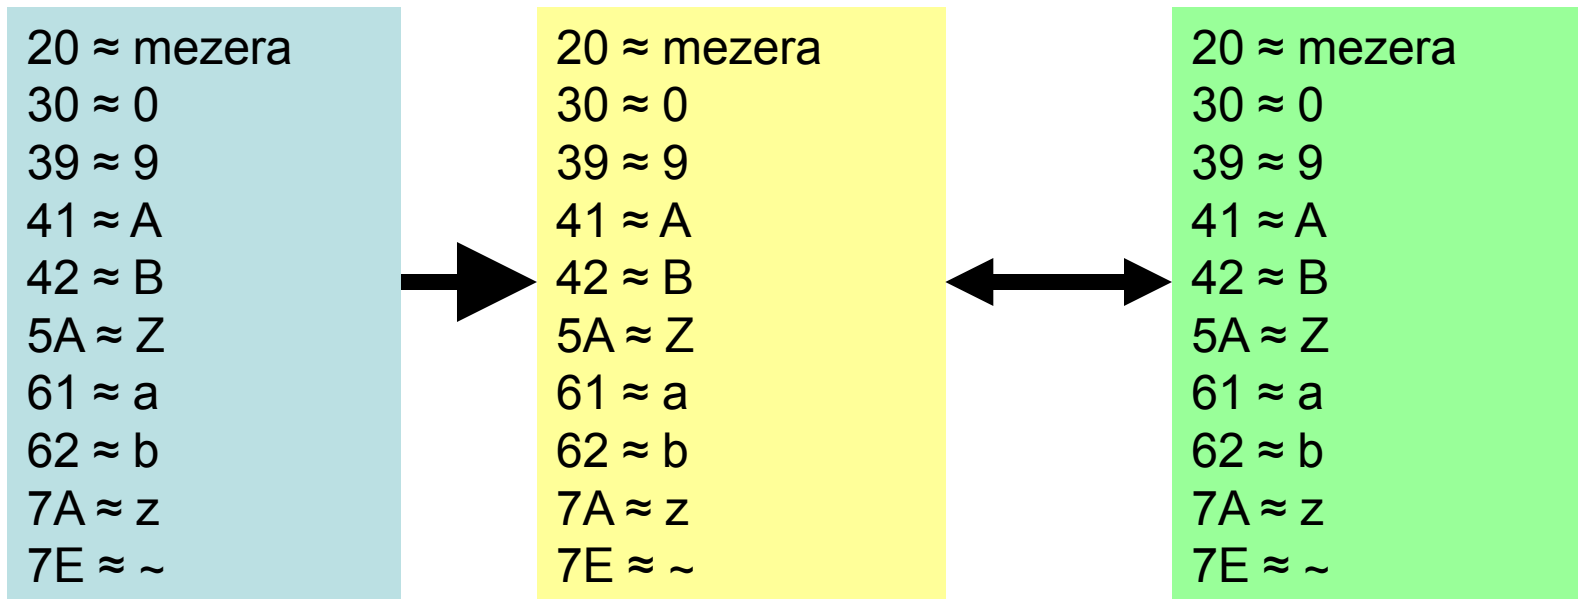 20 ≈ mezera
30 ≈ 0
39 ≈ 9
41 ≈ A
42 ≈ B
5A ≈ Z
61 ≈ a
62 ≈ b
7A ≈ z
7E ≈ ~
20 ≈ mezera
30 ≈ 0
39 ≈ 9
41 ≈ A
42 ≈ B
5A ≈ Z
61 ≈ a
62 ≈ b
7A ≈ z
7E ≈ ~
20 ≈ mezera
30 ≈ 0
39 ≈ 9
41 ≈ A
42 ≈ B
5A ≈ Z
61 ≈ a
62 ≈ b
7A ≈ z
7E ≈ ~